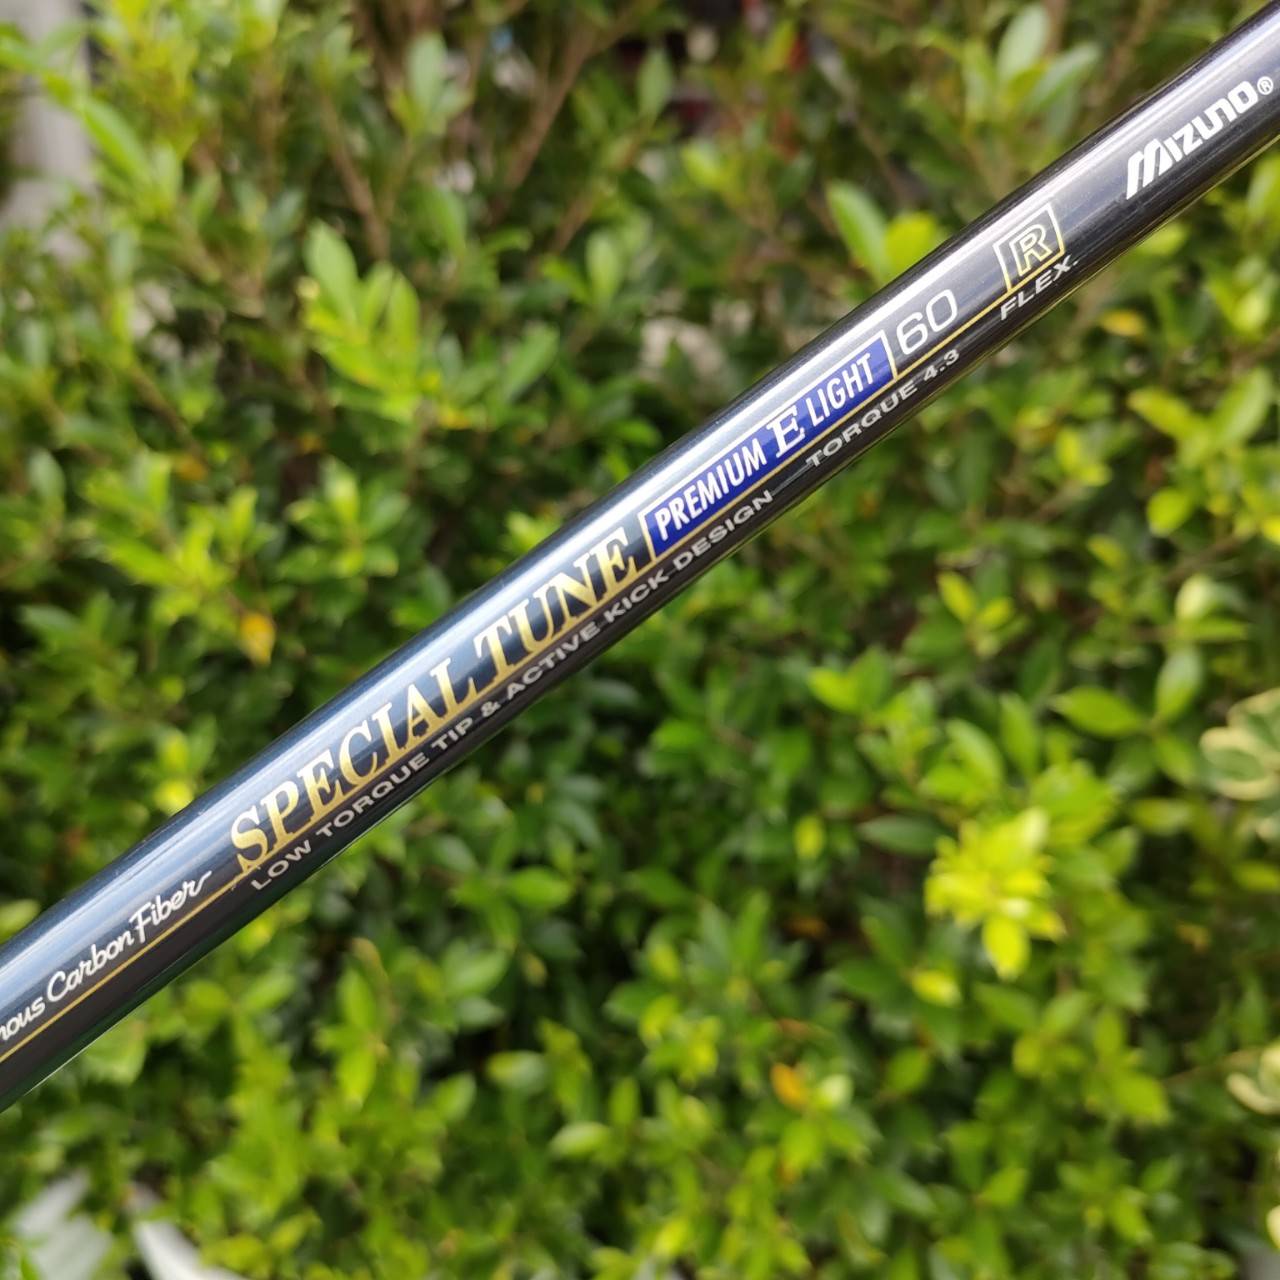 Carbon Fiber
SPECIAL TUNE PREMIUM E LIGHT 60 R
FLEX.
LOW TORQUE TIP & ACTIVE KICK DESIGN — TORQUE 4.3
MIZUNO®